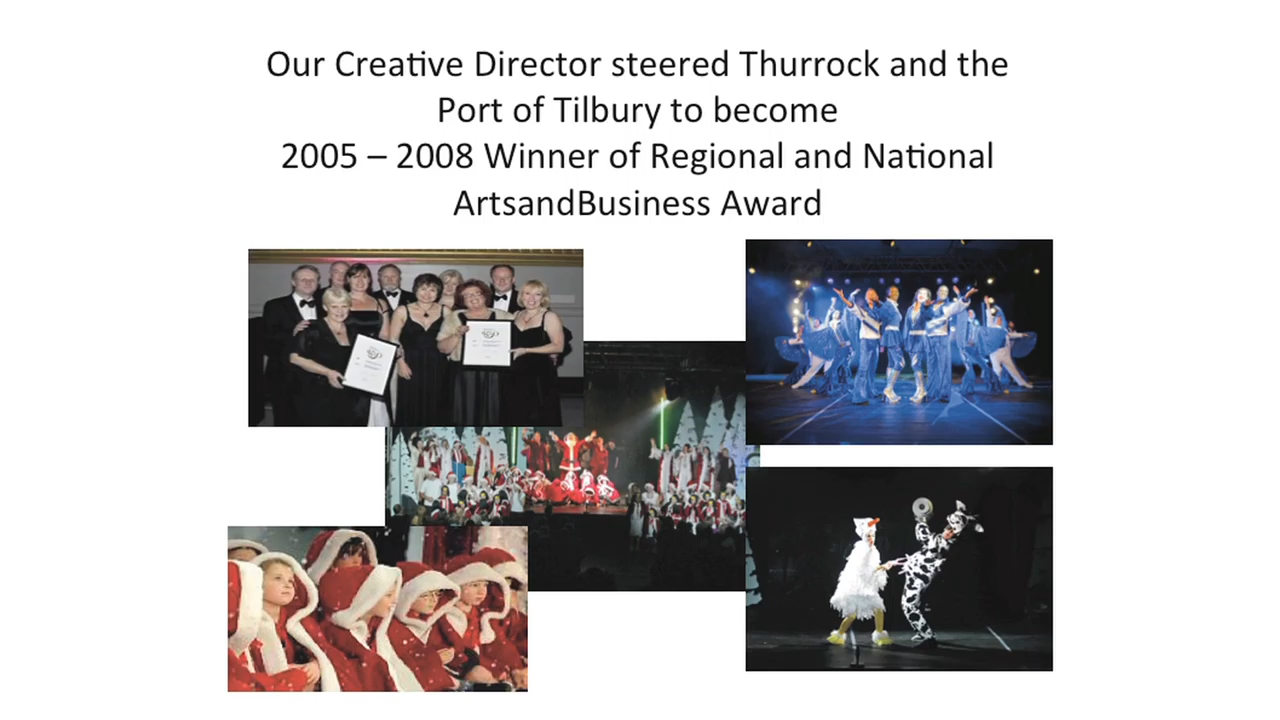 Our Creative Director steered Thurrock and the
Port of Tilbury to become
2005 – 2008 Winner of Regional and National
ArtsandBusiness Award